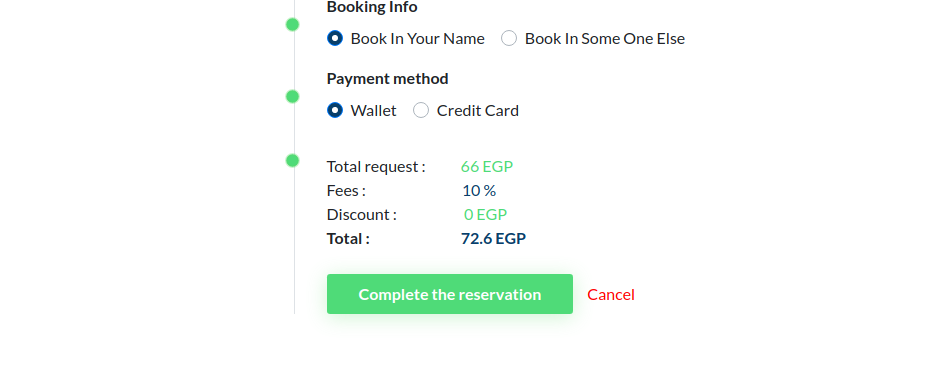 Booking Info
Book In Your Name Book In Some One Else
Payment method
Wallet Credit Card
Total request : 66 EGP
Fees : 10 %
Discount : 0 EGP
Total : 72.6 EGP
Complete the reservation Cancel